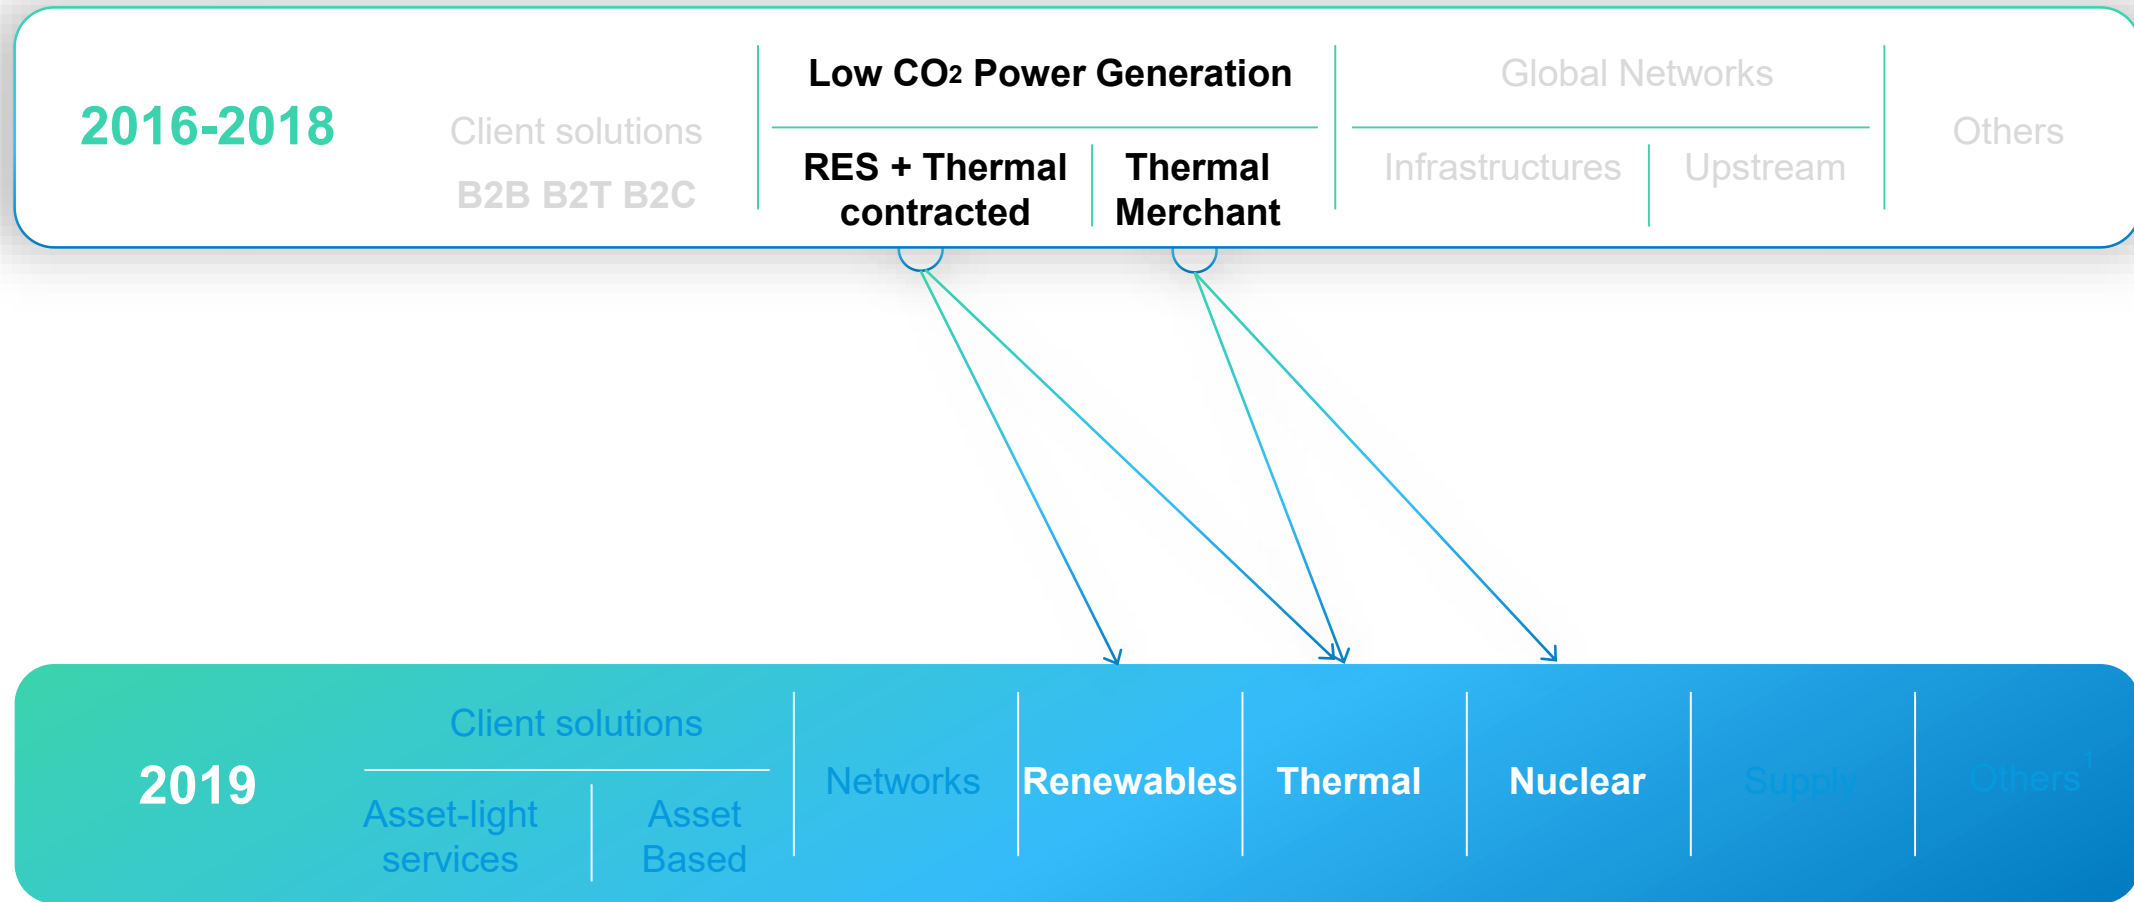 2016-2018
Client solutions
B2B B2T B2C
Low CO2 Power Generation
RES + Thermal
contracted
Thermal
Merchant
Global Networks
Infrastructures
Upstream
Others
2019
Client solutions
Asset-light
services
Asset
Based
Networks
Renewables
Thermal
Nuclear
Supply
Others1